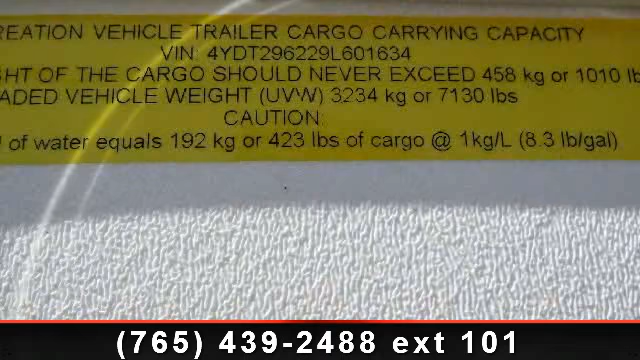 REATION VEHICLE TRAILER CARGO CARRYING CAPACITY
VIN: 4YDT296229L601634
GHT OF THE CARGO SHOULD NEVER EXCEED 458 kg or 1010 lb
ADED VEHICLE WEIGHT (UVW) 3234 kg or 7130 lbs
CAUTION:
of water equals 192 kg or 423 lbs of cargo @ 1kg/L (8.3 lb/gal)
(765) 439-2488 ext 101